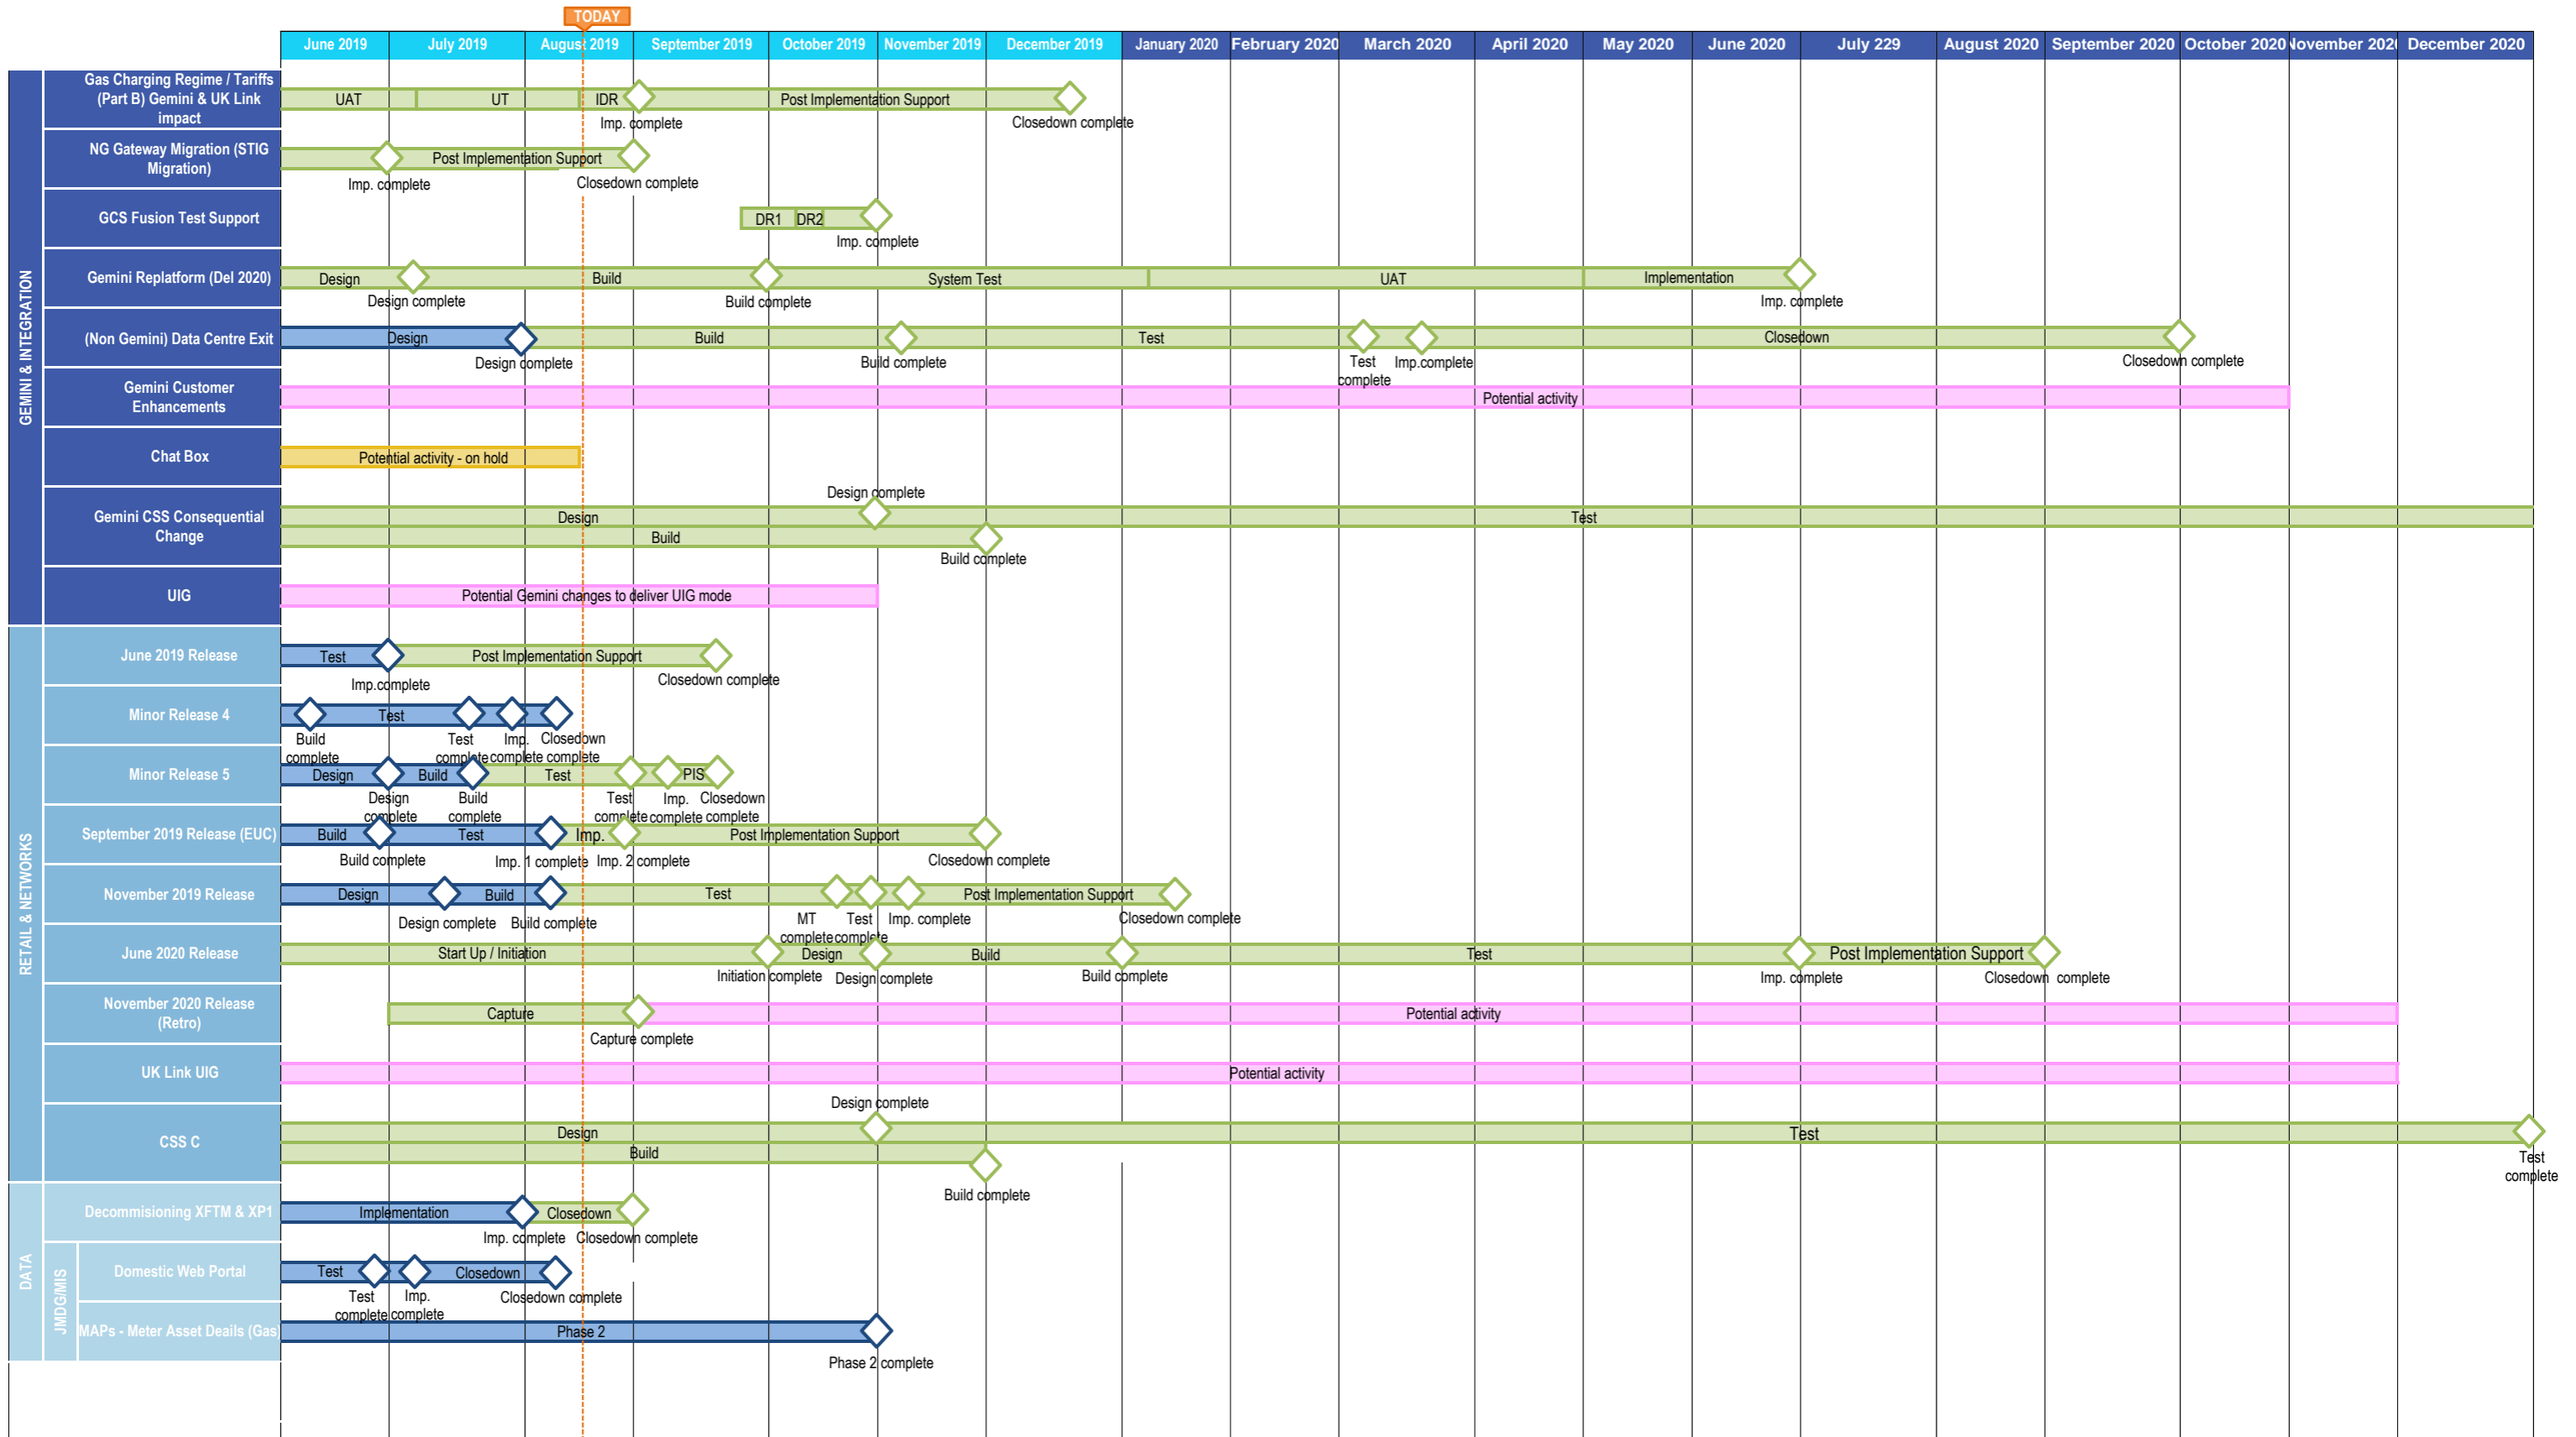 TODAY
June 2019
July 2019
August 2019
September 2019
October 2019
November 2019
December 2019
January 2020
February 2020
March 2020
April 2020
May 2020
June 2020
July 229
August 2020
September 2020
October 2020
November 2020
December 2020
GEMINI & INTEGRATION
Gas Charging Regime / Tariffs
(Part B) Gemini & UK Link
impact
UAT
UT
IDR
Post Implementation Support
Imp. complete
Closedown complete
NG Gateway Migration (STIG
Migration)
Post Implementation Support
Imp. complete
Closedown complete
GCS Fusion Test Support
DR1
DR2
Imp. complete
Gemini Replatform (Del 2020)
Design
Build
System Test
UAT
Implementation
Design complete
Build complete
Imp. complete
(Non Gemini) Data Centre Exit
Design
Build
Test
Closedown
Design complete
Build complete
Test
complete
Imp.complete
Closedown complete
Gemini Customer
Enhancements
Potential activity
Chat Box
Potential activity - on hold
Gemini CSS Consequential
Change
Design complete
Design
Test
Build
Build complete
UIG
Potential Gemini changes to deliver UIG mode
RETAIL & NETWORKS
June 2019 Release
Test
Post Implementation Support
Imp.complete
Closedown complete
Minor Release 4
Test
Build
complete
Test
complete
Imp.
complete
Closedown
complete
Minor Release 5
Design
Build
Test
PIS
Design
complete
Build
complete
Test
complete
Imp.
complete
Closedown
complete
September 2019 Release (EUC)
Build
Test
Imp.
Post Implementation Support
Build complete
Imp. 1 complete
Imp. 2 complete
Closedown complete
November 2019 Release
Design
Build
Test
Post Implementation Support
Design complete
Build complete
MT
complete
Test
complete
Imp. complete
Closedown complete
June 2020 Release
Start Up / Initiation
Design
Build
Test
Post Implementation Support
Initiation complete
Design complete
Build complete
Imp. complete
Closedown complete
November 2020 Release
(Retro)
Capture
Potential activity
Capture complete
UK Link UIG
Potential activity
CSS C
Design complete
Design
Test
Build
Build complete
Test
complete
DATA
Decommisioning XFTM & XP1
Implementation
Closedown
Imp. complete
Closedown complete
JMDG/MIS
Domestic Web Portal
Test
Closedown
Test
complete
Imp.
complete
Closedown complete
MAPs - Meter Asset Deails (Gas)
Phase 2
Phase 2 complete